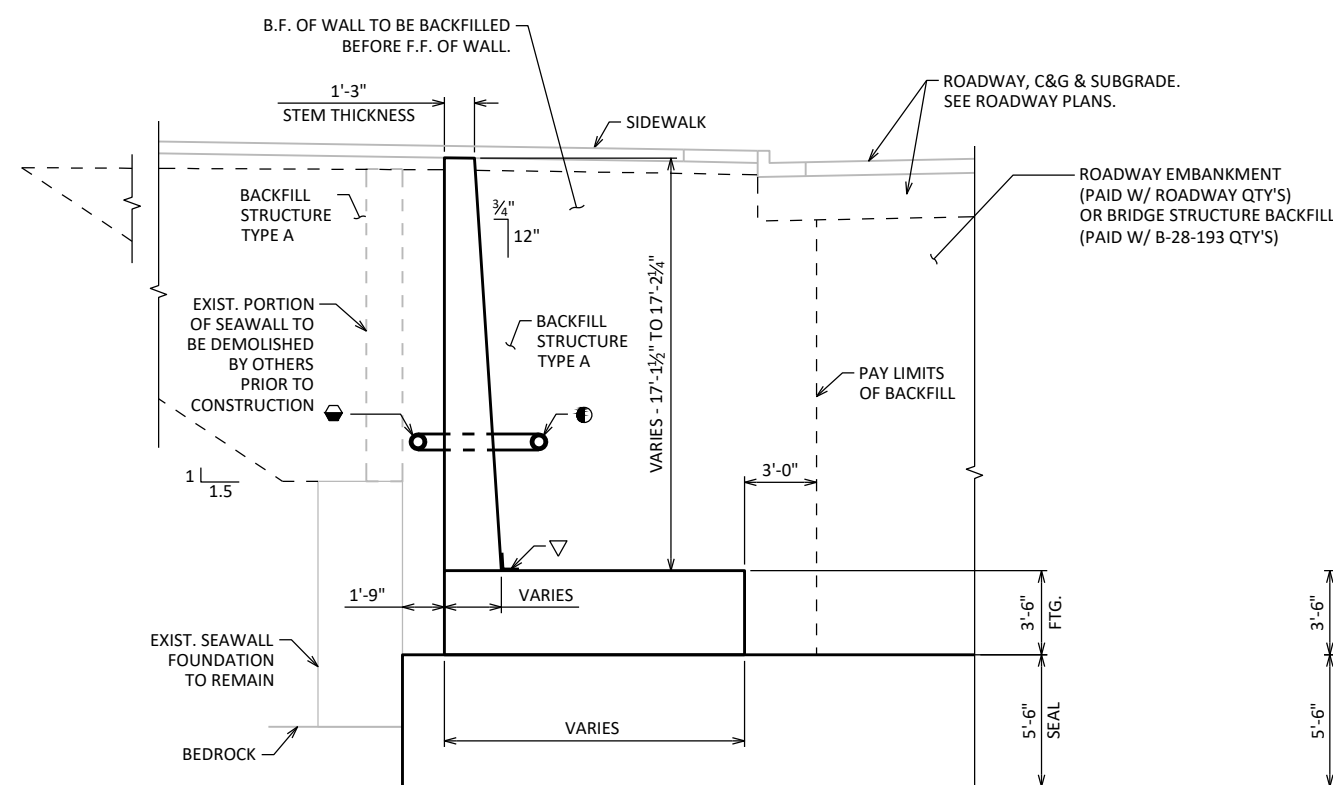 B.F. OF WALL TO BE BACKFILLED
BEFORE F.F. OF WALL.
1'-3"
STEM THICKNESS
SIDEWALK
ROADWAY, C&G & SUBGRADE.
SEE ROADWAY PLANS.
ROADWAY EMBANKMENT
(PAID W/ ROADWAY QTY'S)
OR BRIDGE STRUCTURE BACKFILL
(PAID W/ B-28-193 QTY'S)
BACKFILL
STRUCTURE
TYPE A
¾"
12"
VARIES - 17'-1½" TO 17'-2¼"
EXIST. PORTION
OF SEAWALL TO
BE DEMOLISHED
BY OTHERS
PRIOR TO
CONSTRUCTION
BACKFILL
STRUCTURE
TYPE A
PAY LIMITS
OF BACKFILL
1
1.5
3'-0"
1'-9"
VARIES
3'-6"
FTG.
3'-6"
EXIST. SEAWALL
FOUNDATION
TO REMAIN
VARIES
5'-6"
SEAL
5'-6"
BEDROCK